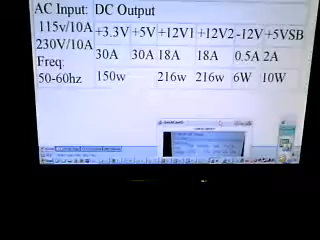 AC Input: DC Output
115v/10A +3.3V +5V +12V1 +12V2 -12V +5VSB
230V/10A 30A 30A 18A 18A 0.5A 2A
Freq:
50-60hz 150w 216w 216w 6W 10W